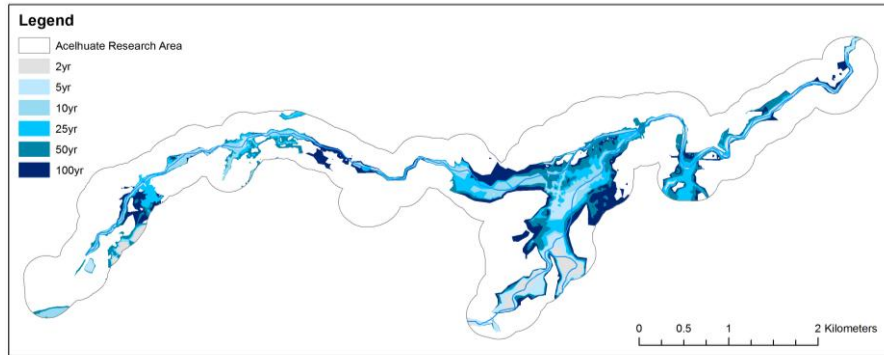 Legend
Acelhuate Research Area
2yr
5yr
10yr
25yr
50yr
100yr
0 0.5 1 2 Kilometers